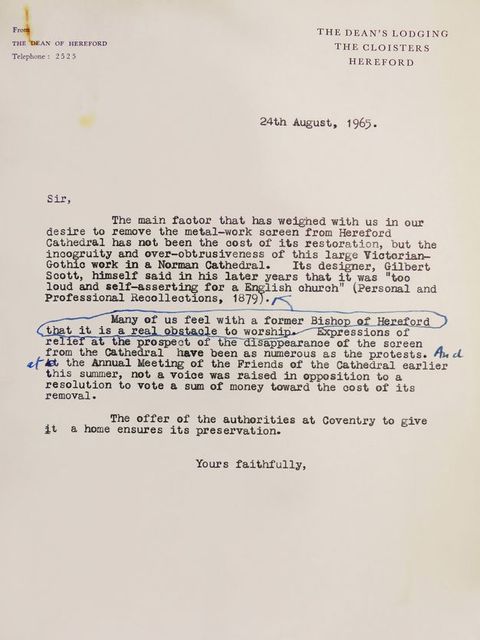 From
THE DEAN OF HEREFORD
Telephone: 2525
THE DEAN'S LODGING
THE CLOISTERS
HEREFORD
24th August, 1965.
Sir,
The main factor that has weighed with us in our
desire to remove the metal-work screen from Hereford
Cathedral has not been the cost of its restoration, but the
incogruity and over-obtrusiveness of this large Victorian-
Gothic work in a Norman Cathedral. Its designer, Gilbert
Scott, himself said in his later years that it was "too
loud and self-asserting for a English church" (Personal and
Professional Recollections, 1879).
Many of us feel with a former Bishop of Hereford
that it is a real obstacle to worship. Expressions of
relief at the prospect of the disappearance of the screen
from the Cathedral have been as numerous as the protests. And
at the Annual Meeting of the Friends of the Cathedral earlier
this summer, not a voice was raised in opposition to a
resolution to vote a sum of money toward the cost of its
removal.
The offer of the authorities at Coventry to give
it a home ensures its preservation.
Yours faithfully,